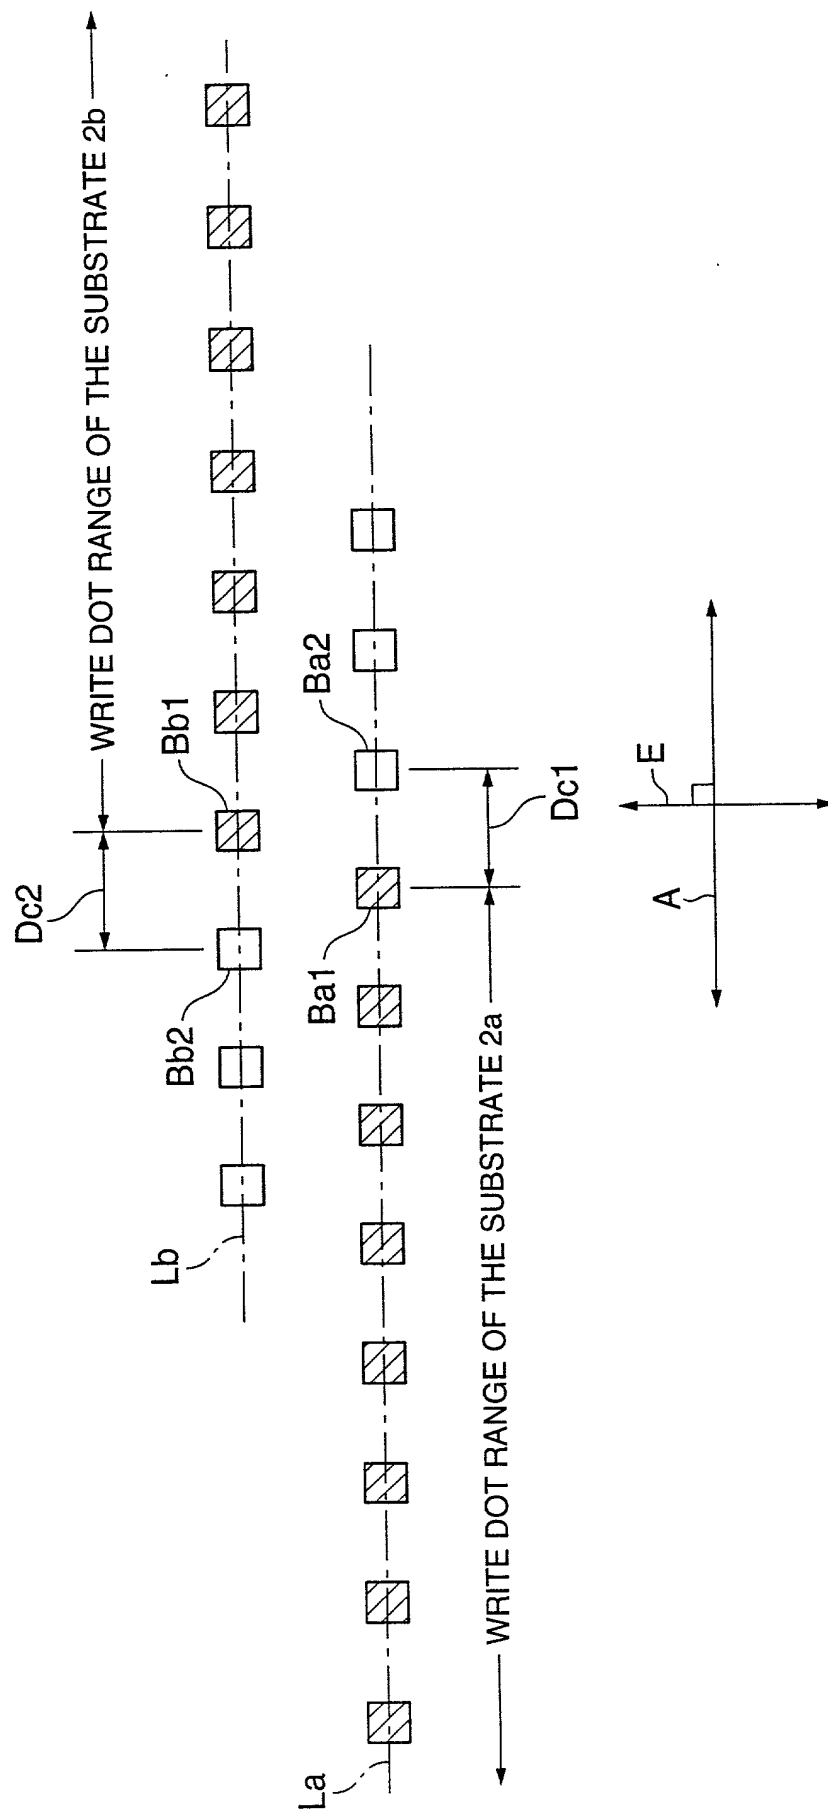 WRITE DOT RANGE OF THE SUBSTRATE 2b
Dc2
Bb1
Bb2
Lb
Ba2
Ba1
Dc1
WRITE DOT RANGE OF THE SUBSTRATE 2a
La
E
A